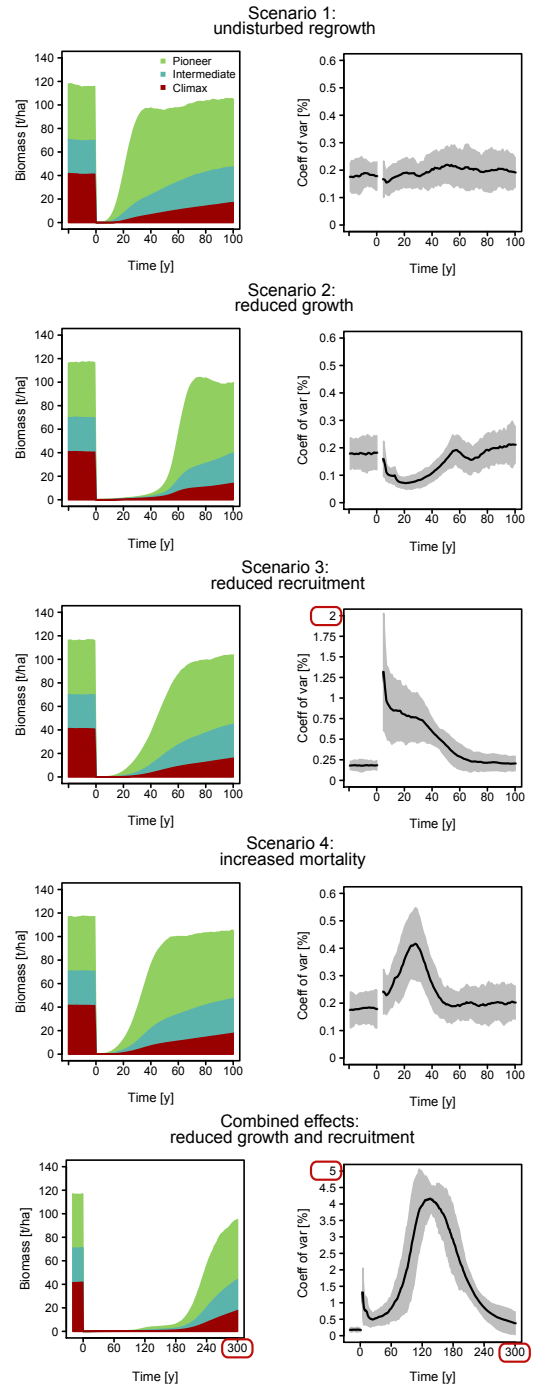 Scenario 1:
undisturbed regrowth
Biomass [t/ha]
140
120
100
80
60
40
20
0
Pioneer
Intermediate
Climax
0 20 40 60 80 100
Time [y]
Coeff of var [%]
0.6
0.5
0.4
0.3
0.2
0.1
0
0 20 40 60 80 100
Time [y]
Scenario 2:
reduced growth
Biomass [t/ha]
140
120
100
80
60
40
20
0
0 20 40 60 80 100
Time [y]
Coeff of var [%]
0.6
0.5
0.4
0.3
0.2
0.1
0
0 20 40 60 80 100
Time [y]
Scenario 3:
reduced recruitment
Biomass [t/ha]
140
120
100
80
60
40
20
0
0 20 40 60 80 100
Time [y]
Coeff of var [%]
2
1.75
1.5
1.25
1
0.75
0.5
0.25
0
0 20 40 60 80 100
Time [y]
Scenario 4:
increased mortality
Biomass [t/ha]
140
120
100
80
60
40
20
0
0 20 40 60 80 100
Time [y]
Coeff of var [%]
0.6
0.5
0.4
0.3
0.2
0.1
0
0 20 40 60 80 100
Time [y]
Combined effects:
reduced growth and recruitment
Biomass [t/ha]
140
120
100
80
60
40
20
0
0 60 120 180 240 300
Time [y]
Coeff of var [%]
5
5
4.5
4
3.5
3
2.5
2
1.5
1
0.5
0
0 60 120 180 240 300
Time [y]